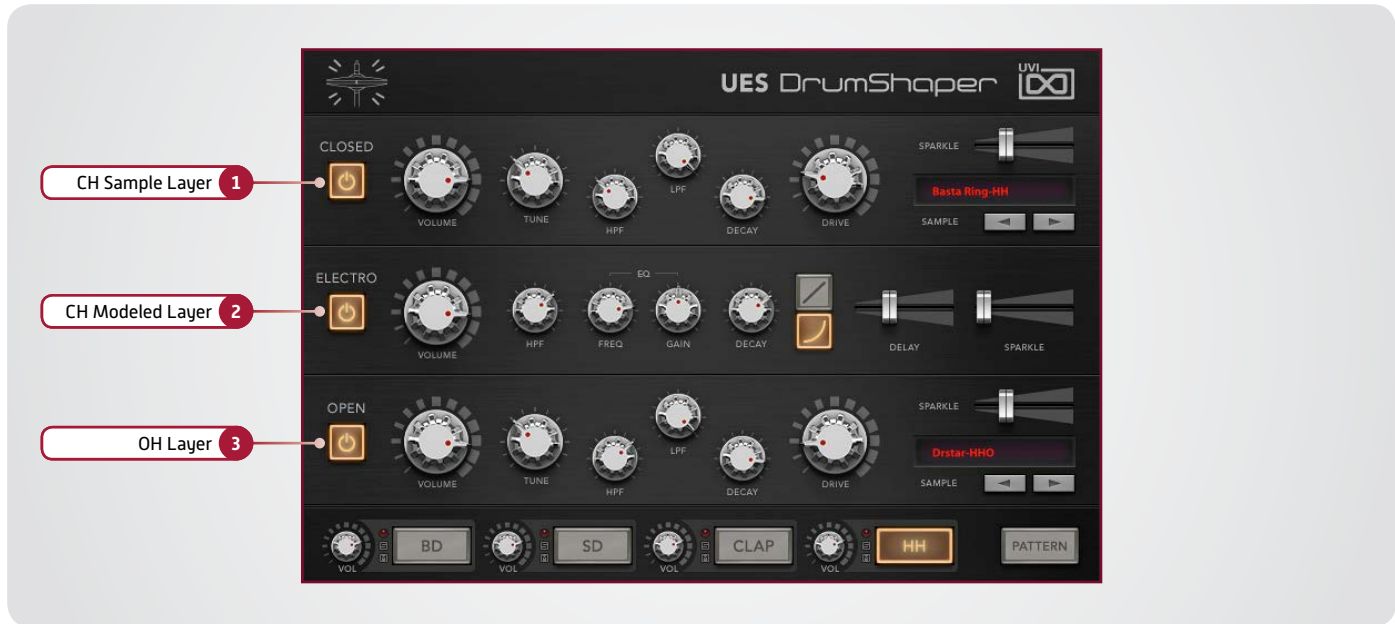 UES DrumShaper UVI
CLOSED
CH Sample Layer 1
VOLUME
TUNE
HPF
LPF
DECAY
DRIVE
SPARKLE
Basta Ring-HH
SAMPLE
ELECTRO
CH Modeled Layer 2
VOLUME
HPF
EQ
FREQ GAIN
DECAY
DELAY
SPARKLE
OPEN
OH Layer 3
VOLUME
TUNE
HPF
LPF
DECAY
DRIVE
SPARKLE
Drstar-HHO
SAMPLE
VOL S M BD
VOL S M SD
VOL S M CLAP
VOL S M HH
PATTERN